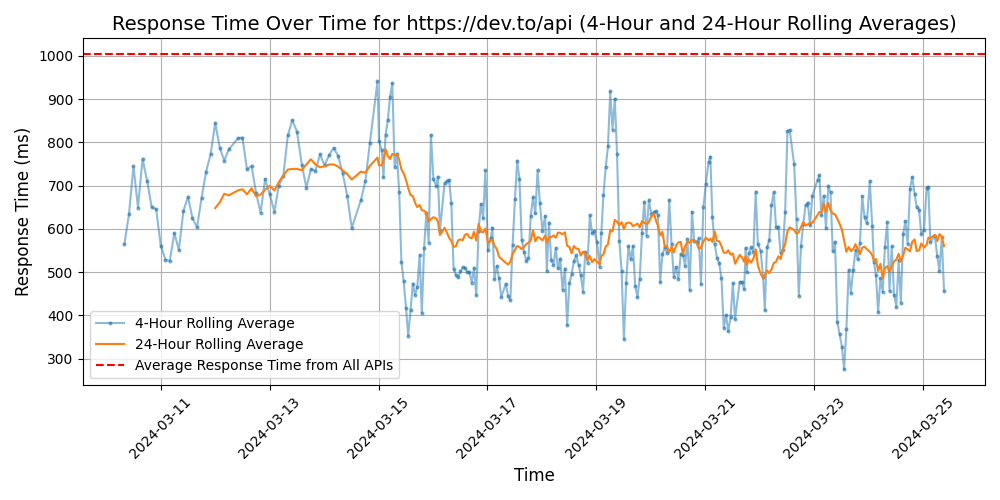 Response Time Over Time for https://dev.to/api (4-Hour and 24-Hour Rolling Averages)
Response Time (ms)
1000
900
800
700
600
500
400
300
4-Hour Rolling Average
24-Hour Rolling Average
Average Response Time from All APIs
2024-03-11
2024-03-13
2024-03-15
2024-03-17
2024-03-19
2024-03-21
2024-03-23
2024-03-25
Time